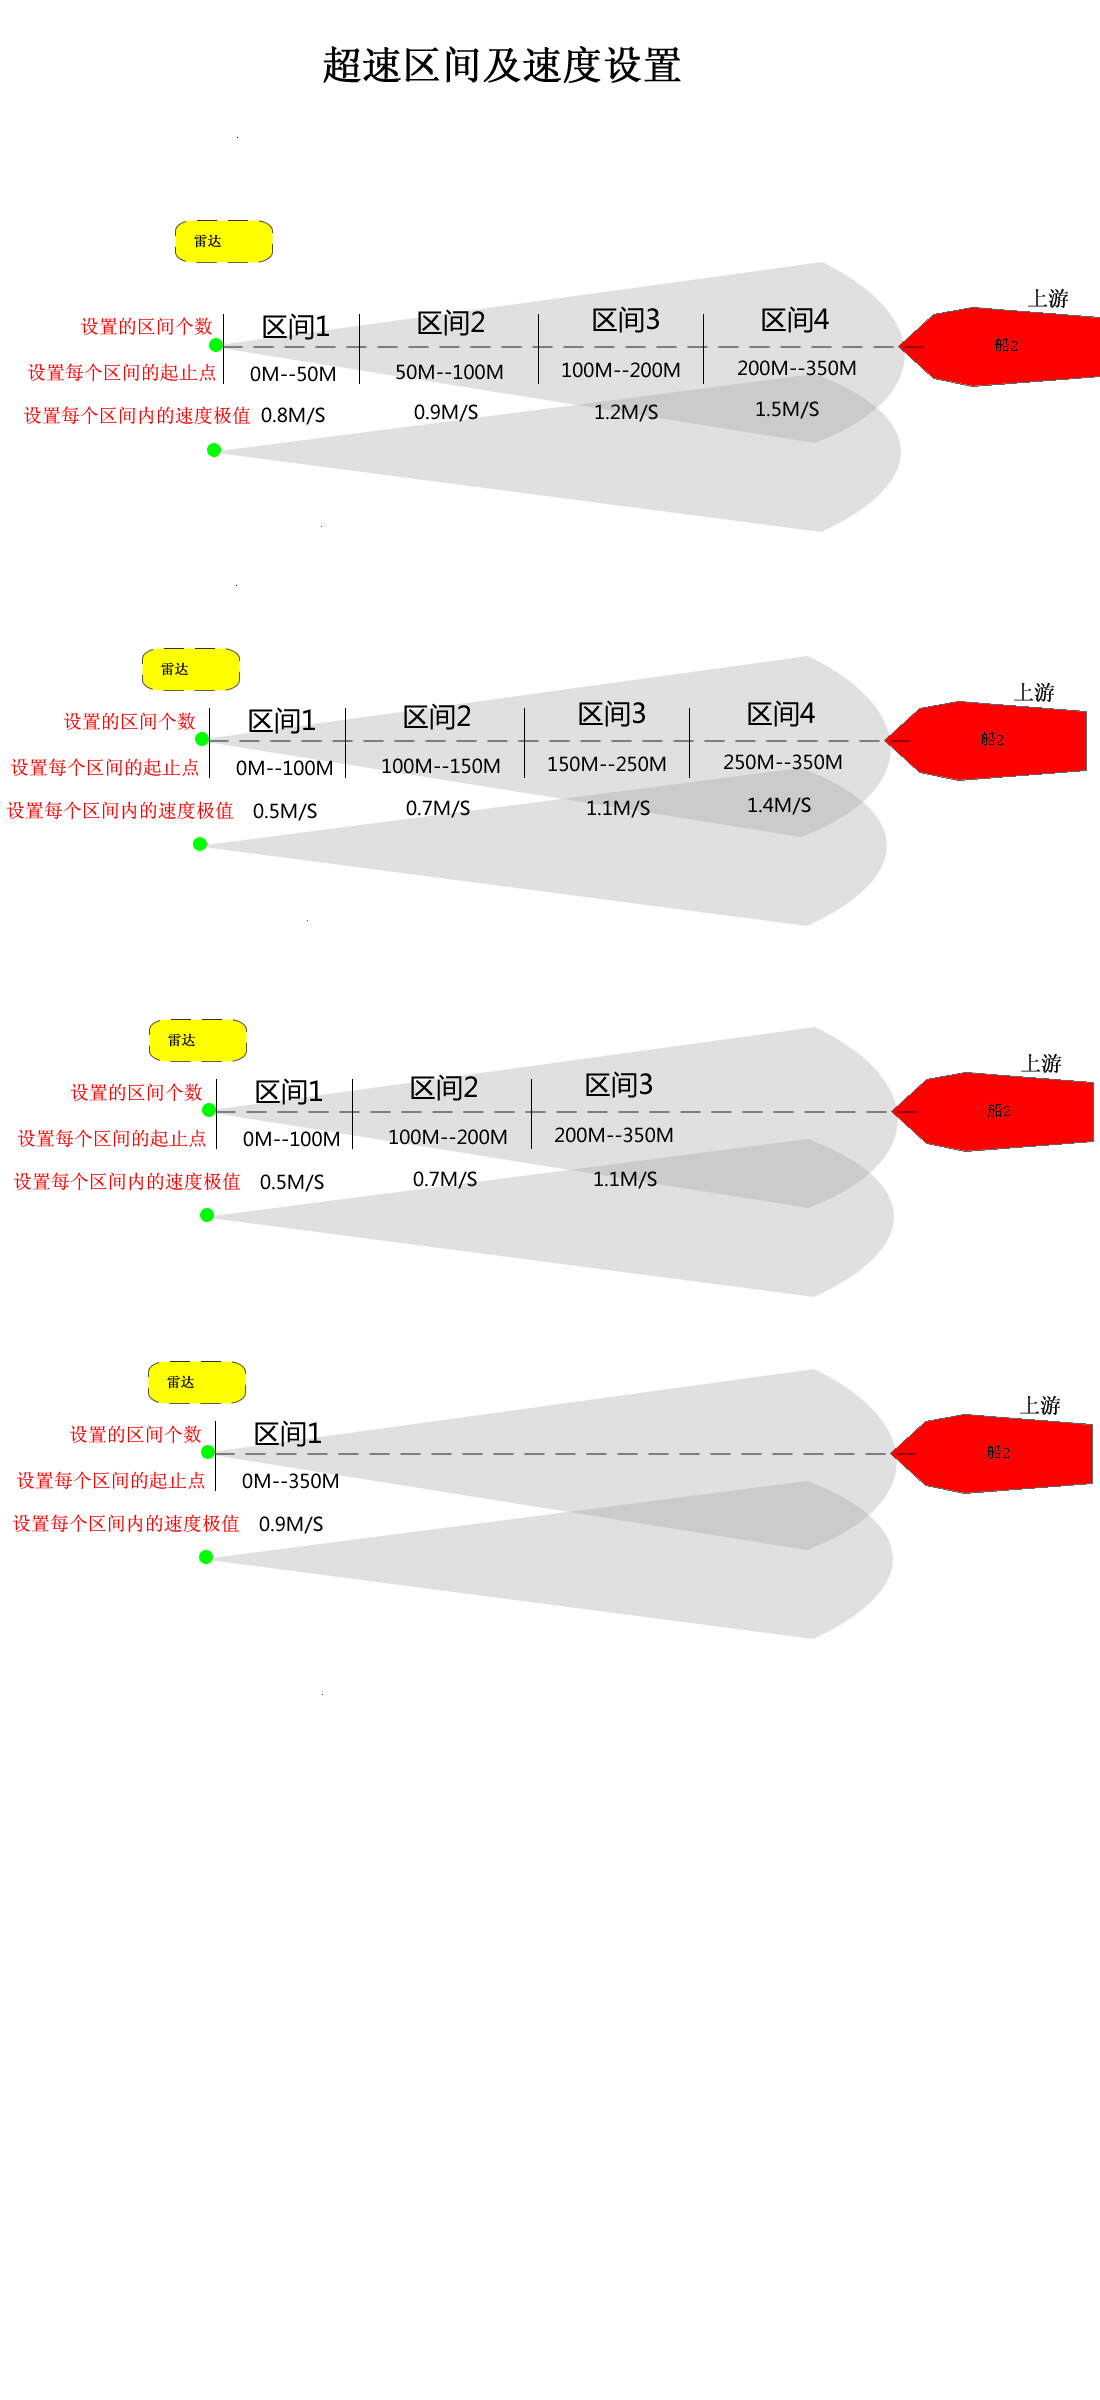 超速区间及速度设置
雷达
上游
设置的区间个数 区间1 区间2 区间3 区间4
船2
设置每个区间的起止点 0M--50M 50M--100M 100M--200M 200M--350M
设置每个区间内的速度极值 0.8M/S 0.9M/S 1.2M/S 1.5M/S
雷达
上游
设置的区间个数 区间1 区间2 区间3 区间4
船2
设置每个区间的起止点 0M--100M 100M--150M 150M--250M 250M--350M
设置每个区间内的速度极值 0.5M/S 0.7M/S 1.1M/S 1.4M/S
雷达
上游
设置的区间个数 区间1 区间2 区间3
船2
设置每个区间的起止点 0M--100M 100M--200M 200M--350M
设置每个区间内的速度极值 0.5M/S 0.7M/S 1.1M/S
雷达
上游
设置的区间个数 区间1
船2
设置每个区间的起止点 0M--350M
设置每个区间内的速度极值 0.9M/S